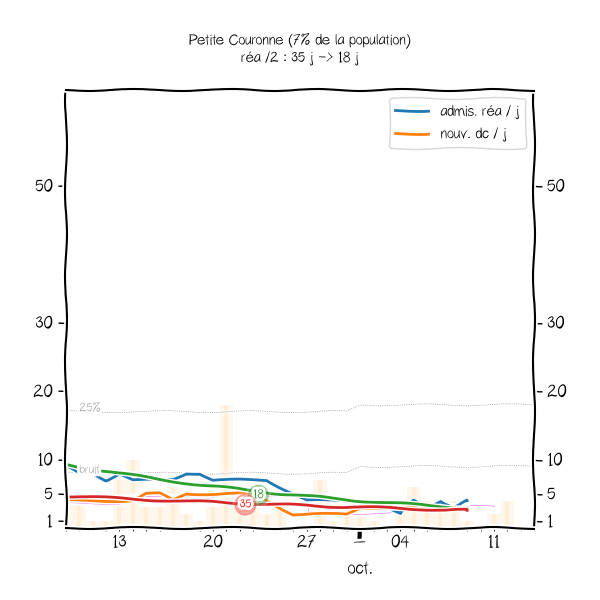 Petite Couronne (7% de la population)
réa /2 : 35 j -> 18 j
admis. réa / j
nouv. dc / j
50 50
30 30
20 20
25%
10 10
bruit
18
5 5
35
1 1
13 20 27 1 04 11
oct.